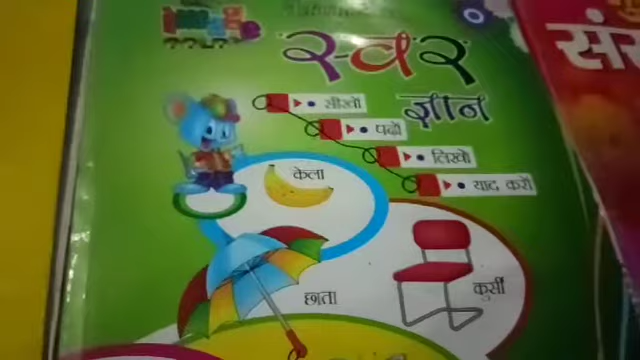 स्वर
ज्ञान
सीखो
पढ़ो
लिखो
याद करो
केला
छाता
कुर्सी